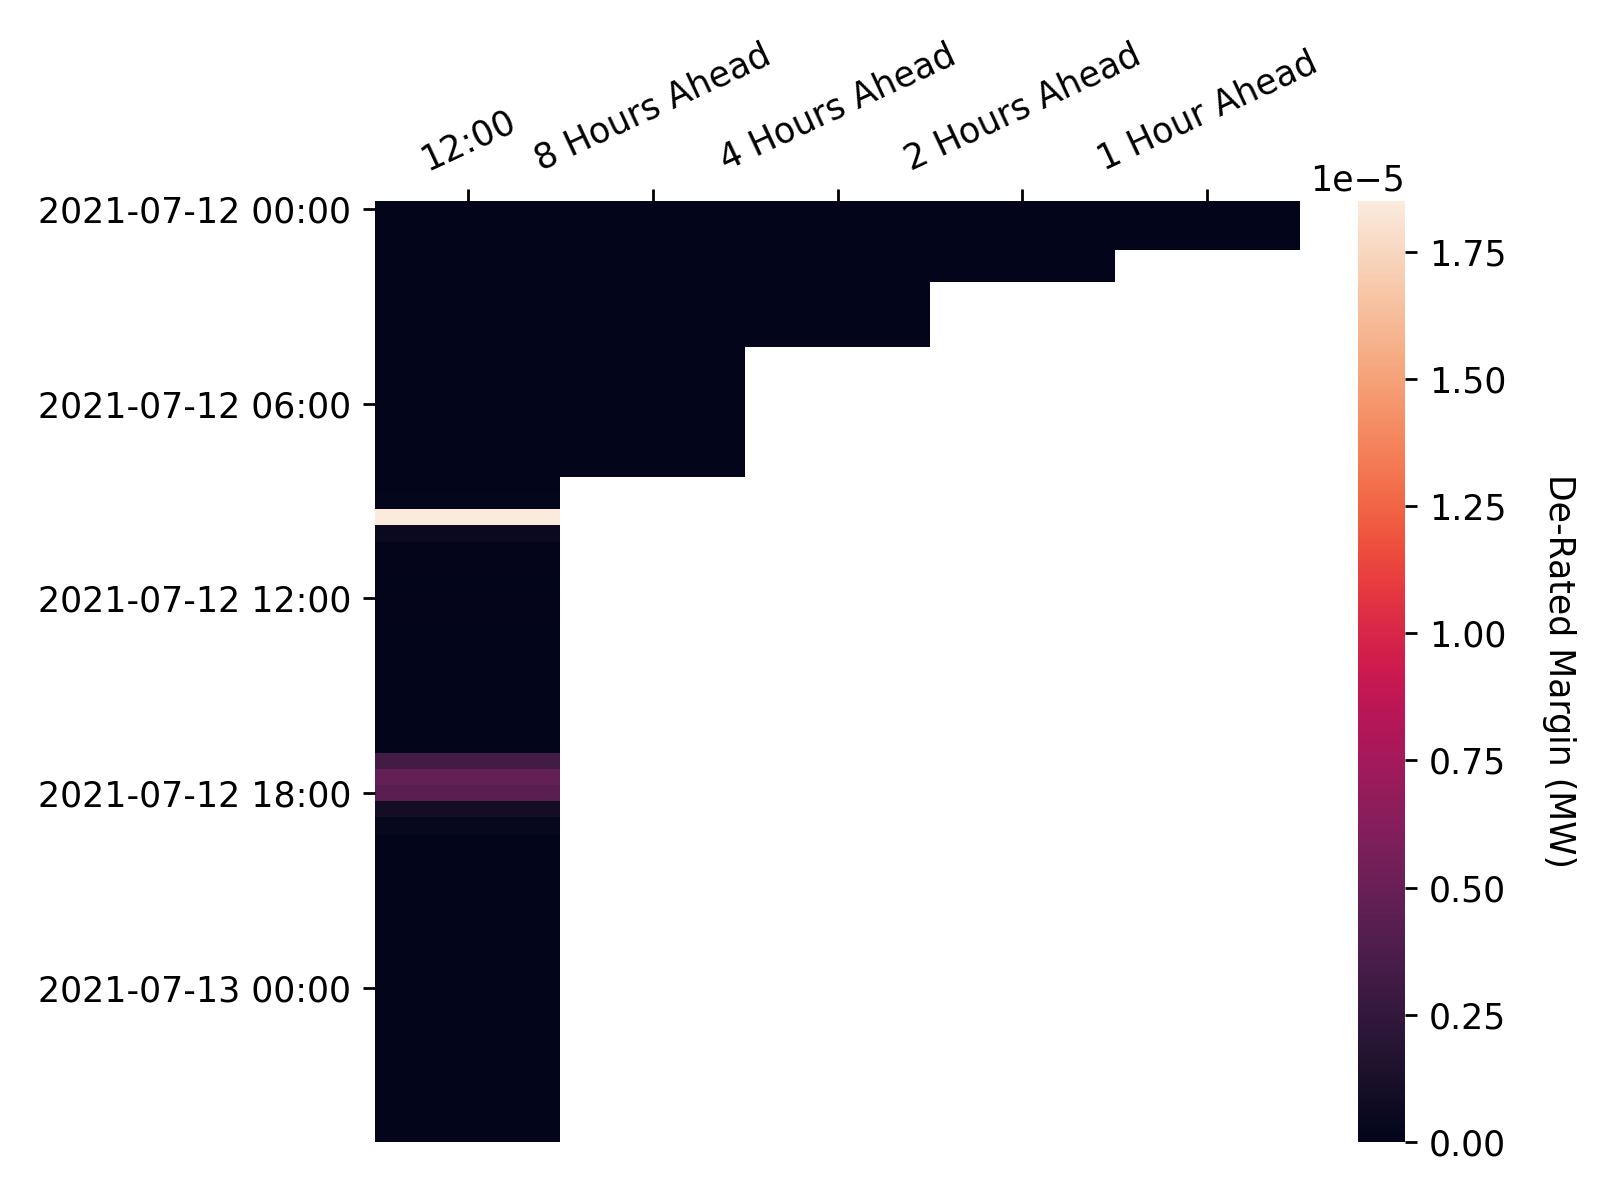 12:00
8 Hours Ahead
4 Hours Ahead
2 Hours Ahead
1 Hour Ahead
1e−5
2021-07-12 00:00
2021-07-12 06:00
2021-07-12 12:00
2021-07-12 18:00
2021-07-13 00:00
1.75
1.50
1.25
1.00
0.75
0.50
0.25
0.00
De-Rated Margin (MW)